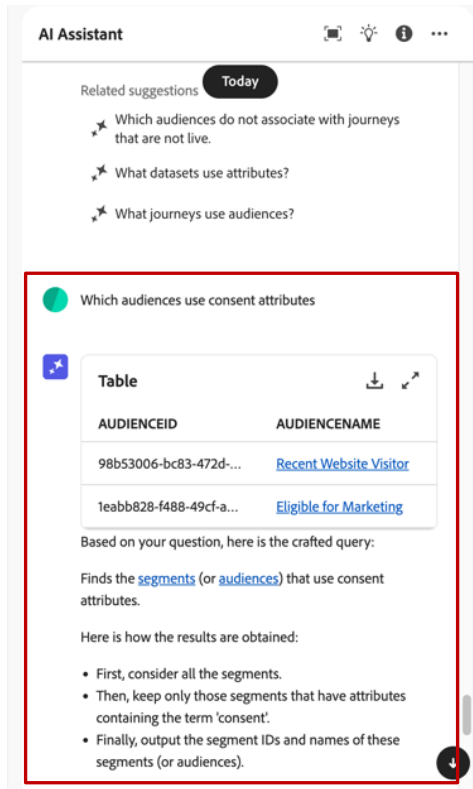 AI Assistant
Related suggestions
Today
Which audiences do not associate with journeys
that are not live.
What datasets use attributes?
What journeys use audiences?
Which audiences use consent attributes
Table
AUDIENCEID AUDIENCENAME
98b53006-bc83-472d-... Recent Website Visitor
1eabb828-f488-49cf-a... Eligible for Marketing
Based on your question, here is the crafted query:
Finds the segments (or audiences) that use consent
attributes.
Here is how the results are obtained:
• First, consider all the segments.
• Then, keep only those segments that have attributes
containing the term 'consent'.
• Finally, output the segment IDs and names of these
segments (or audiences).